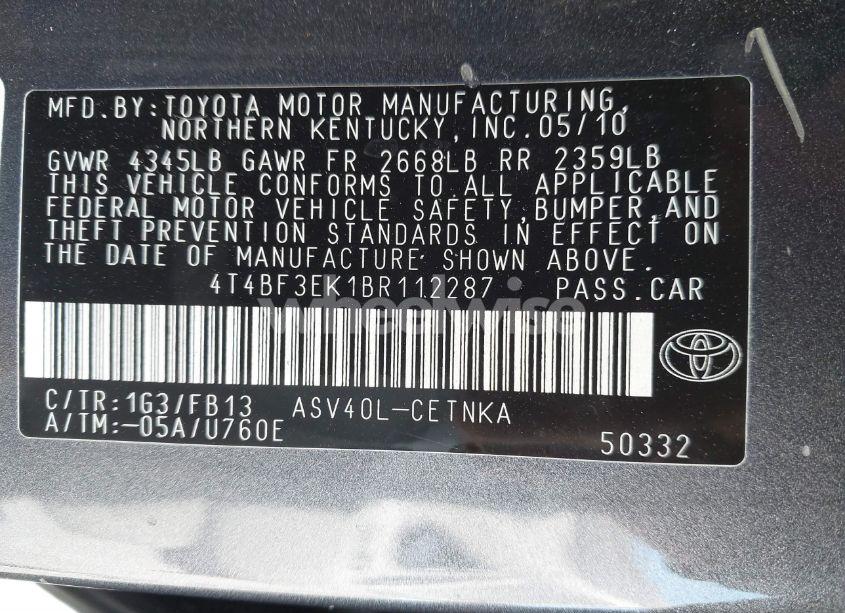 MFD.BY:TOYOTA MOTOR MANUFACTURING,
NORTHERN KENTUCKY,INC.05/10
GVWR 4345LB GAWR FR 2668LB RR 2359LB
THIS VEHICLE CONFORMS TO ALL APPLICABLE
FEDERAL MOTOR VEHICLE SAFETY,BUMPER,AND
THEFT PREVENTION STANDARDS IN EFFECT ON
THE DATE OF MANUFACTURE SHOWN ABOVE.
4T4BF3EK1BR112287 PASS.CAR
wheelwise
C/TR:1G3/FB13 ASV40L-CETNKA
A/TM:-05A/U760E
50332